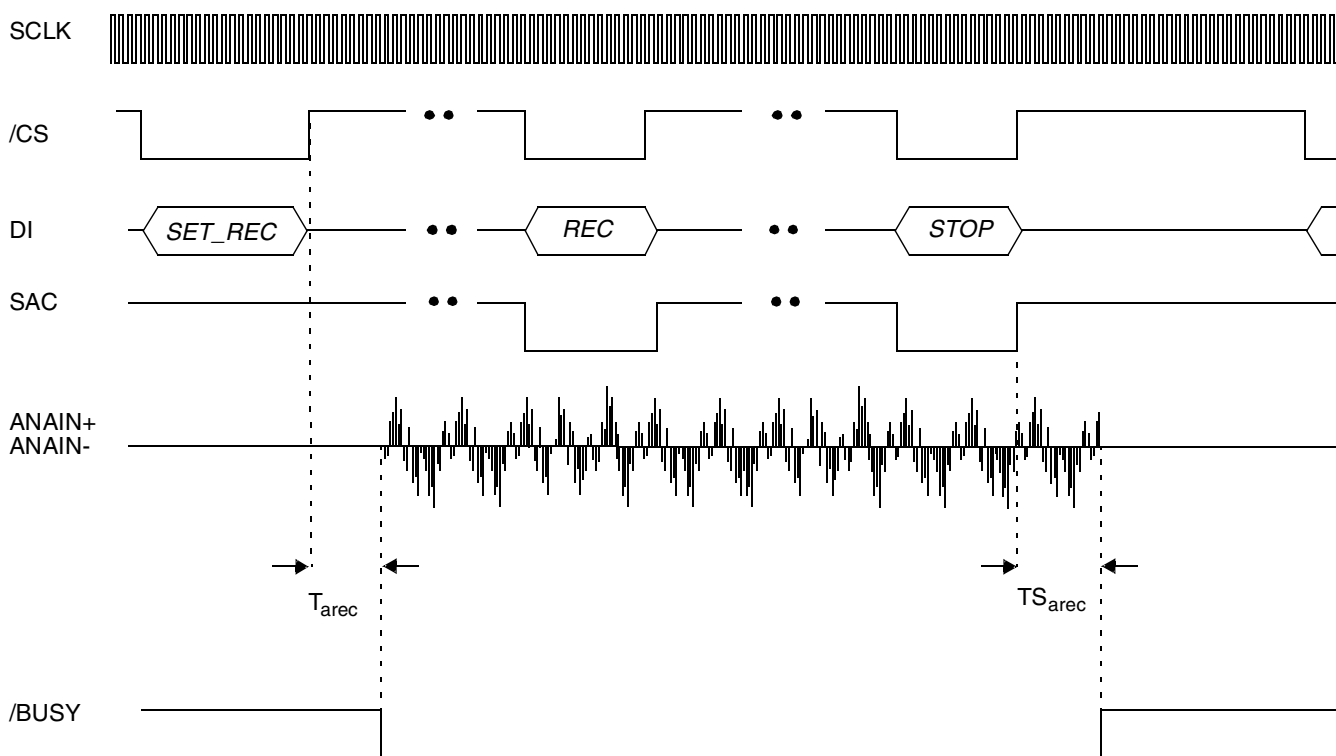 SCLK
/CS
DI
SET_REC
REC
STOP
SAC
ANAIN+
ANAIN-
Tarec
TSarec
/BUSY